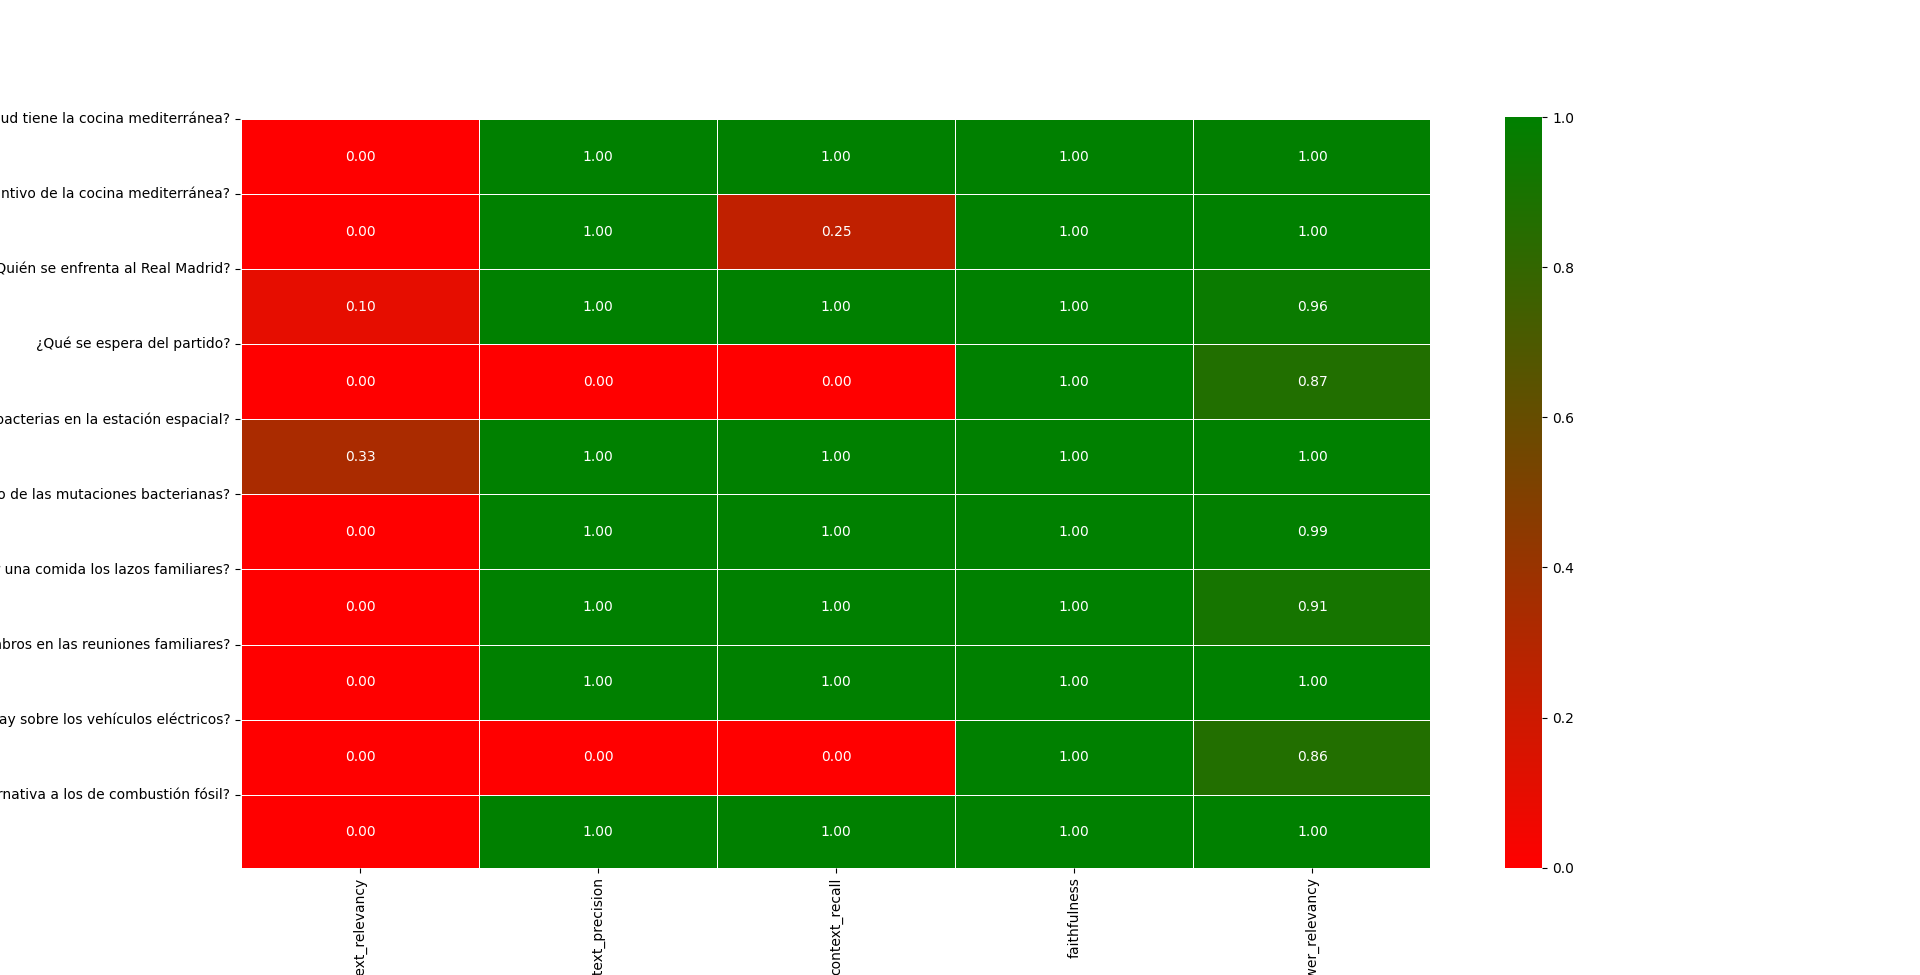 ud tiene la cocina mediterránea?
0.00 1.00 1.00 1.00 1.00
ntivo de la cocina mediterránea?
0.00 1.00 0.25 1.00 1.00
Quién se enfrenta al Real Madrid?
0.10 1.00 1.00 1.00 0.96
¿Qué se espera del partido?
0.00 0.00 0.00 1.00 0.87
bacterias en la estación espacial?
0.33 1.00 1.00 1.00 1.00
o de las mutaciones bacterianas?
0.00 1.00 1.00 1.00 0.99
una comida los lazos familiares?
0.00 1.00 1.00 1.00 0.91
bros en las reuniones familiares?
0.00 1.00 1.00 1.00 1.00
ay sobre los vehículos eléctricos?
0.00 0.00 0.00 1.00 0.86
rnativa a los de combustión fósil?
0.00 1.00 1.00 1.00 1.00
ext_relevancy
text_precision
context_recall
faithfulness
wer_relevancy
1.0
0.8
0.6
0.4
0.2
0.0